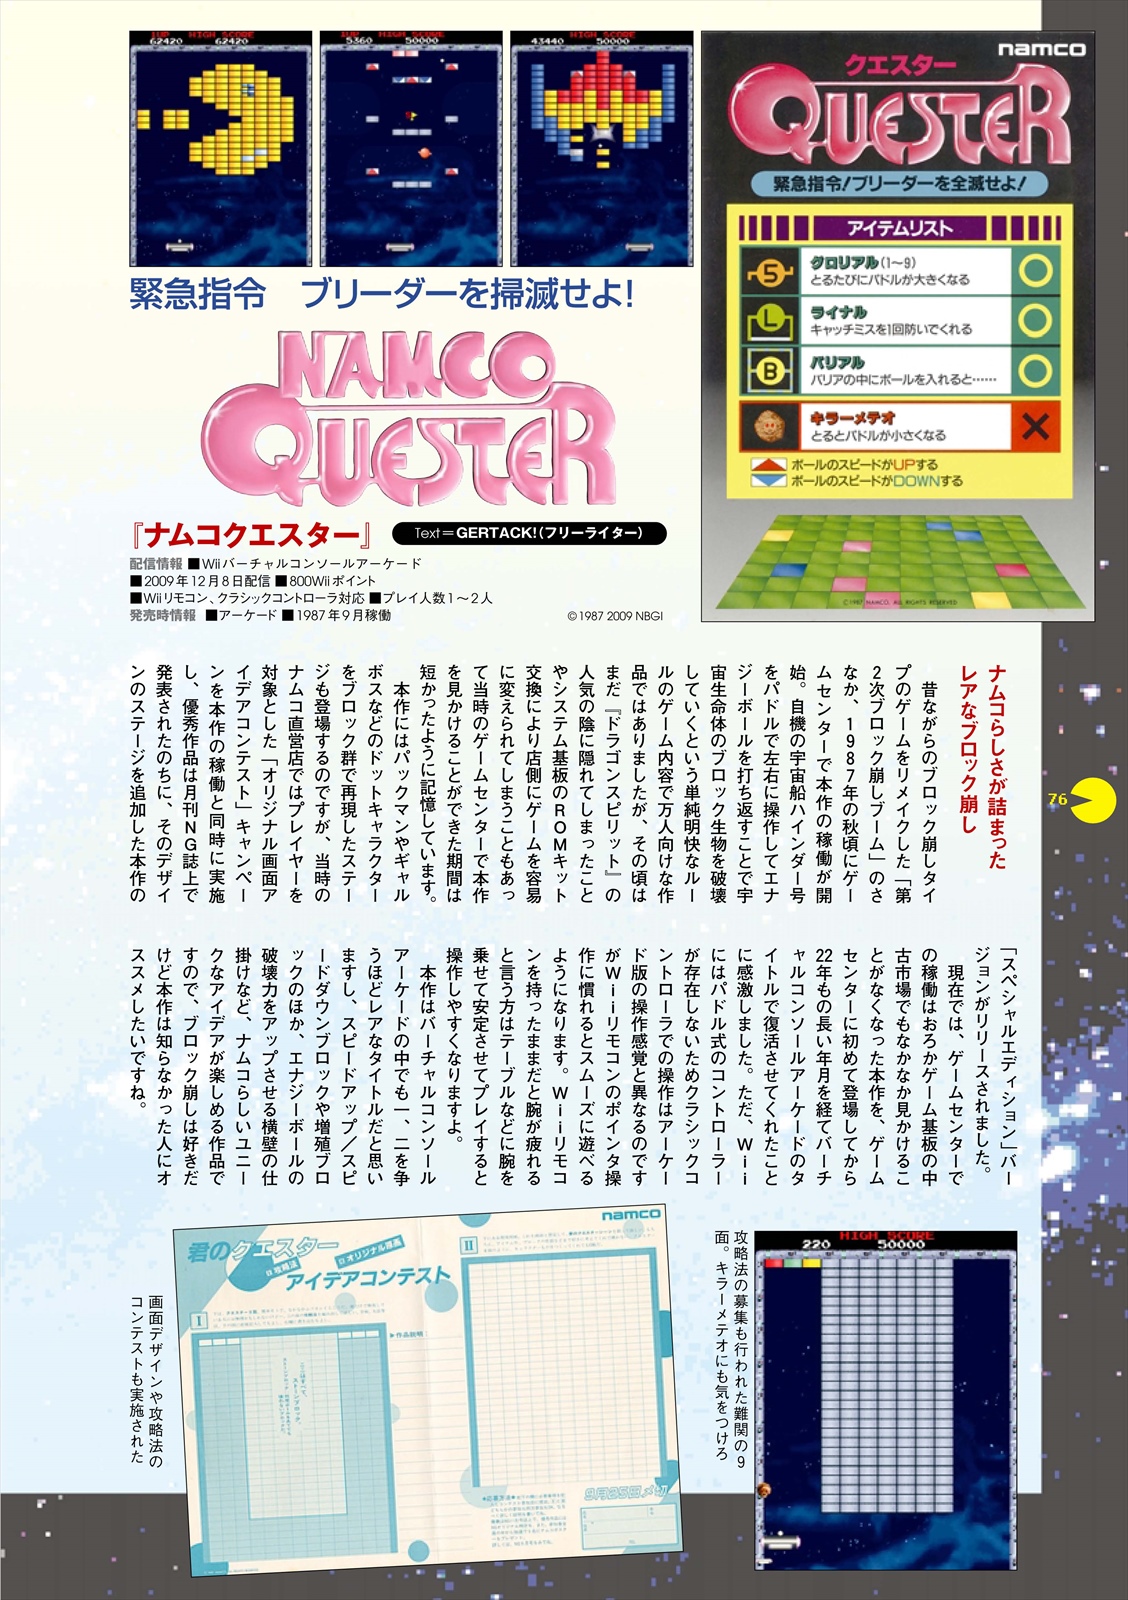 1UP HIGH SCORE
62420 62420
1UP HIGH SCORE
5360 50000
HIGH SCORE
43440 50000
namco
クエスター
QUESTER
緊急指令!ブリーダーを全滅せよ!
アイテムリスト
5
グロリアル(1〜9)
とるたびにパドルが大きくなる
L
ライナル
キャッチミスを1回防いでくれる
B
バリアル
バリアの中にボールを入れると……
キラーメテオ
とるとパドルが小さくなる
ボールのスピードがUPする
ボールのスピードがDOWNする
©1987 NAMCO, ALL RIGHTS RESERVED
緊急指令 ブリーダーを掃滅せよ!
NAMCO
QUESTER
『ナムコクエスター』
Text=GERTACK!(フリーライター)
配信情報 ■Wiiバーチャルコンソールアーケード
■2009年12月8日配信 ■800Wiiポイント
■Wiiリモコン、クラシックコントローラ対応 ■プレイ人数1〜2人
発売時情報 ■アーケード ■1987年9月稼働
©1987 2009 NBGI
ナムコらしさが詰まった
レアなブロック崩し
昔ながらのブロック崩しタイ
プのゲームをリメイクした「第
2次ブロック崩しブーム」のさ
なか、1987年の秋頃にゲー
ムセンターで本作の稼働が開
始。自機の宇宙船ハインダー号
をパドルで左右に操作してエナ
ジーボールを打ち返すことで宇
宙生命体のブロック生物を破壊
していくという単純明快なルー
ルのゲーム内容で万人向けな作
品ではありましたが、その頃は
まだ『ドラゴンスピリット』の
人気の陰に隠れてしまったこと
やシステム基板のROMキット
交換により店側にゲームを容易
に変えられてしまうこともあっ
て当時のゲームセンターで本作
を見かけることができた期間は
短かったように記憶しています。
本作にはパックマンやギャル
ボスなどのドットキャラクター
をブロック群で再現したステー
ジも登場するのですが、当時の
ナムコ直営店ではプレイヤーを
対象とした「オリジナル画面ア
イデアコンテスト」キャンペー
ンを本作の稼働と同時に実施
し、優秀作品は月刊NG誌上で
発表されたのちに、そのデザイ
ンのステージを追加した本作の
「スペシャルエディション」バー
ジョンがリリースされました。
現在では、ゲームセンターで
の稼働はおろかゲーム基板の中
古市場でもなかなか見かけるこ
とがなくなった本作を、ゲーム
センターに初めて登場してから
22年もの長い年月を経てバーチ
ャルコンソールアーケードのタ
イトルで復活させてくれたこと
に感激しました。ただ、Wii
にはパドル式のコントローラー
が存在しないためクラシックコ
ントローラでの操作はアーケー
ド版の操作感覚と異なるのです
がWiiリモコンのポインタ操
作に慣れるとスムーズに遊べる
ようになります。Wiiリモコ
ンを持ったままだと腕が疲れる
と言う方はテーブルなどに腕を
乗せて安定させてプレイすると
操作しやすくなりますよ。
本作はバーチャルコンソール
アーケードの中でも一、二を争
うほどレアなタイトルだと思い
ますし、スピードアップ／スピ
ードダウンブロックや増殖ブロ
ックのほか、エナジーボールの
破壊力をアップさせる横壁の仕
掛けなど、ナムコらしいユニー
クなアイデアが楽しめる作品で
すので、ブロック崩しは好きだ
けど本作は知らなかった人にオ
ススメしたいですね。
76
namco
君のクエスター
攻略法
オリジナル原画
アイデアコンテスト
I
II
▶作品説明
9月25日〆切
画面デザインや攻略法の
コンテストも実施された
攻略法の募集も行われた難関の9
面。キラーメテオにも気をつけろ
HIGH SCORE
220 50000